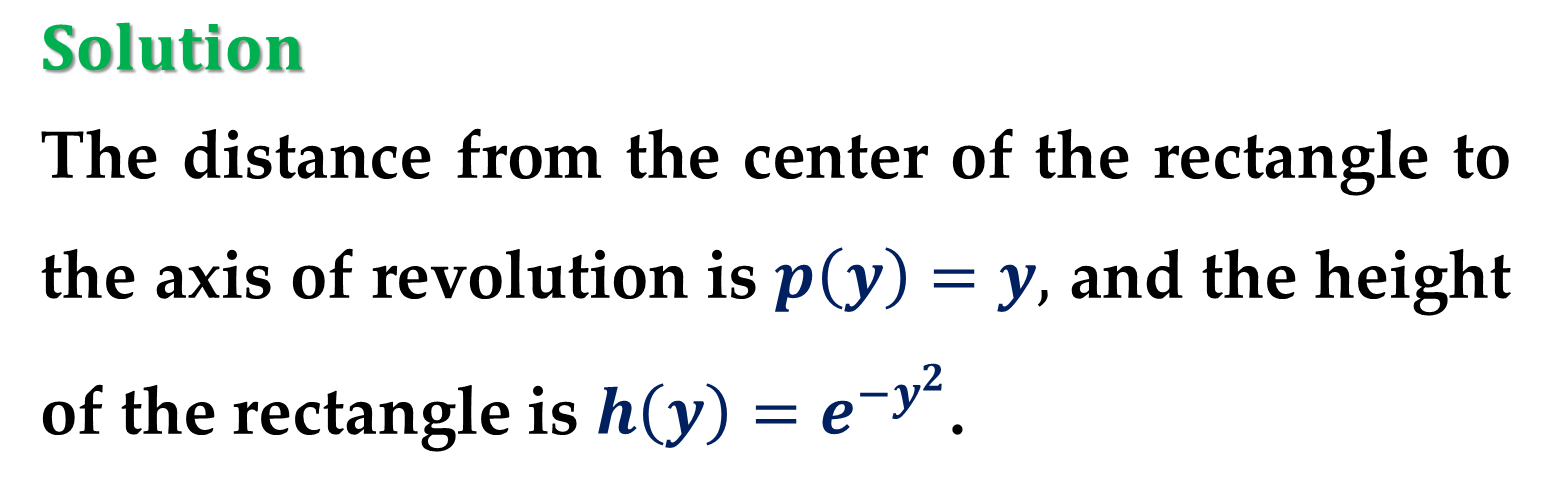 Solution
The distance from the center of the rectangle to
the axis of revolution is p(y) = y, and the height
of the rectangle is h(y) = e^{-y^2}.